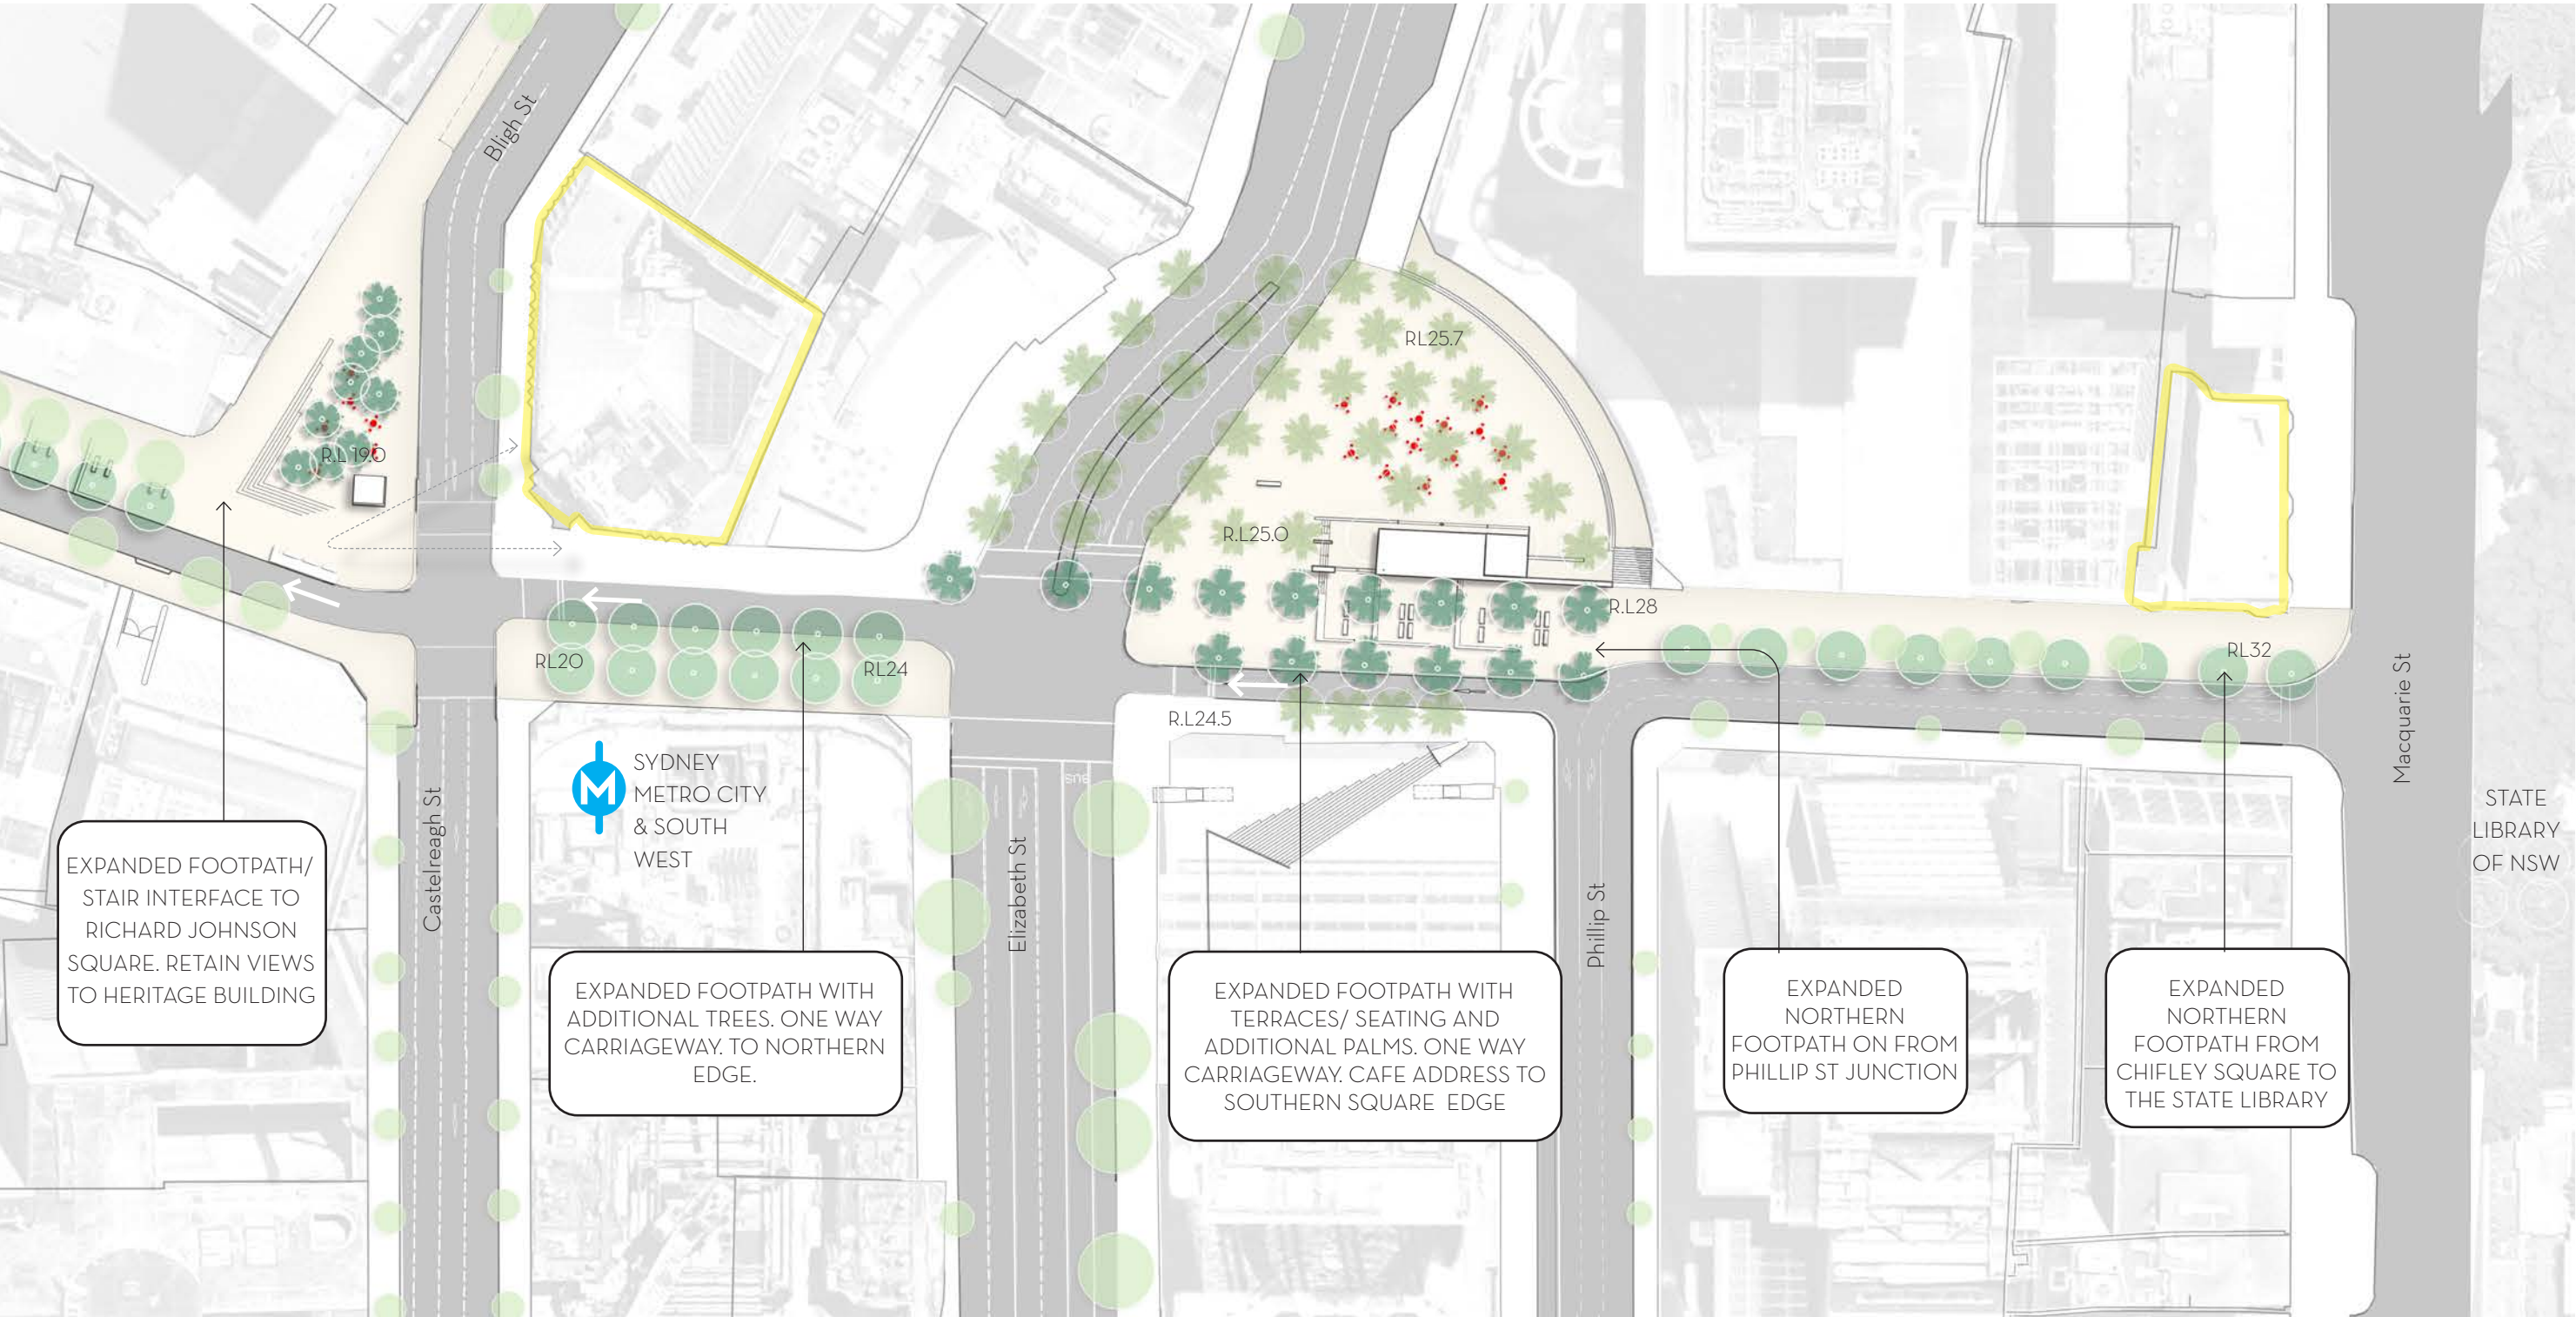 Bligh St
RL25.7
R.L 19.0
R.L25.0
R.L28
RL20
RL24
RL32
R.L24.5
Macquarie St
BUS
M
SYDNEY
METRO CITY
& SOUTH
WEST
STATE
LIBRARY
OF NSW
Castelreagh St
Elizabeth St
Phillip St
EXPANDED FOOTPATH/
STAIR INTERFACE TO
RICHARD JOHNSON
SQUARE. RETAIN VIEWS
TO HERITAGE BUILDING
EXPANDED FOOTPATH WITH
ADDITIONAL TREES. ONE WAY
CARRIAGEWAY. TO NORTHERN
EDGE.
EXPANDED FOOTPATH WITH
TERRACES/ SEATING AND
ADDITIONAL PALMS. ONE WAY
CARRIAGEWAY. CAFE ADDRESS TO
SOUTHERN SQUARE EDGE
EXPANDED
NORTHERN
FOOTPATH ON FROM
PHILLIP ST JUNCTION
EXPANDED
NORTHERN
FOOTPATH FROM
CHIFLEY SQUARE TO
THE STATE LIBRARY